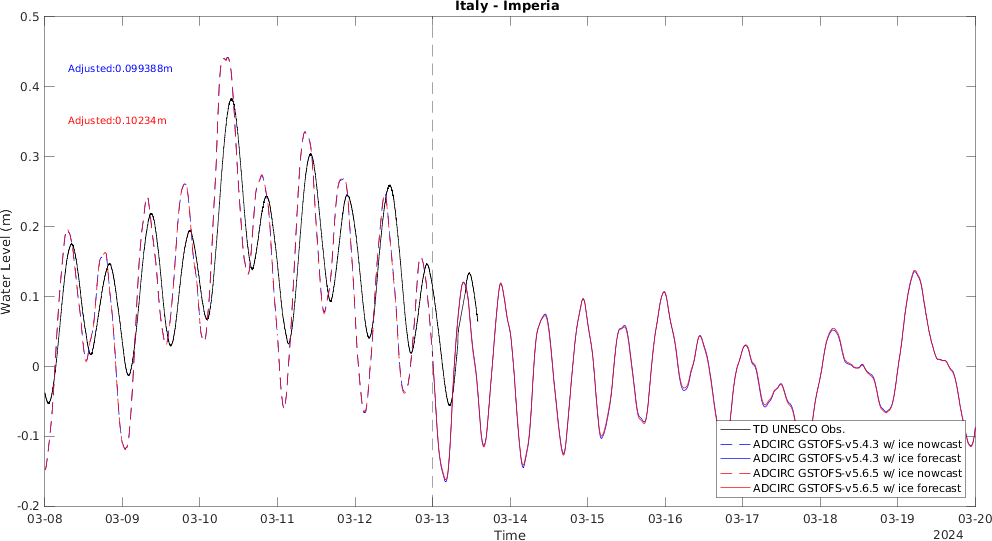 Italy - Imperia
0.5
0.4
0.3
0.2
0.1
0
-0.1
-0.2
Water Level (m)
Adjusted:0.099388m
Adjusted:0.10234m
TD UNESCO Obs.
ADCIRC GSTOFS-v5.4.3 w/ ice nowcast
ADCIRC GSTOFS-v5.4.3 w/ ice forecast
ADCIRC GSTOFS-v5.6.5 w/ ice nowcast
ADCIRC GSTOFS-v5.6.5 w/ ice forecast
03-08 03-09 03-10 03-11 03-12 03-13 03-14 03-15 03-16 03-17 03-18 03-19 03-20
Time
2024